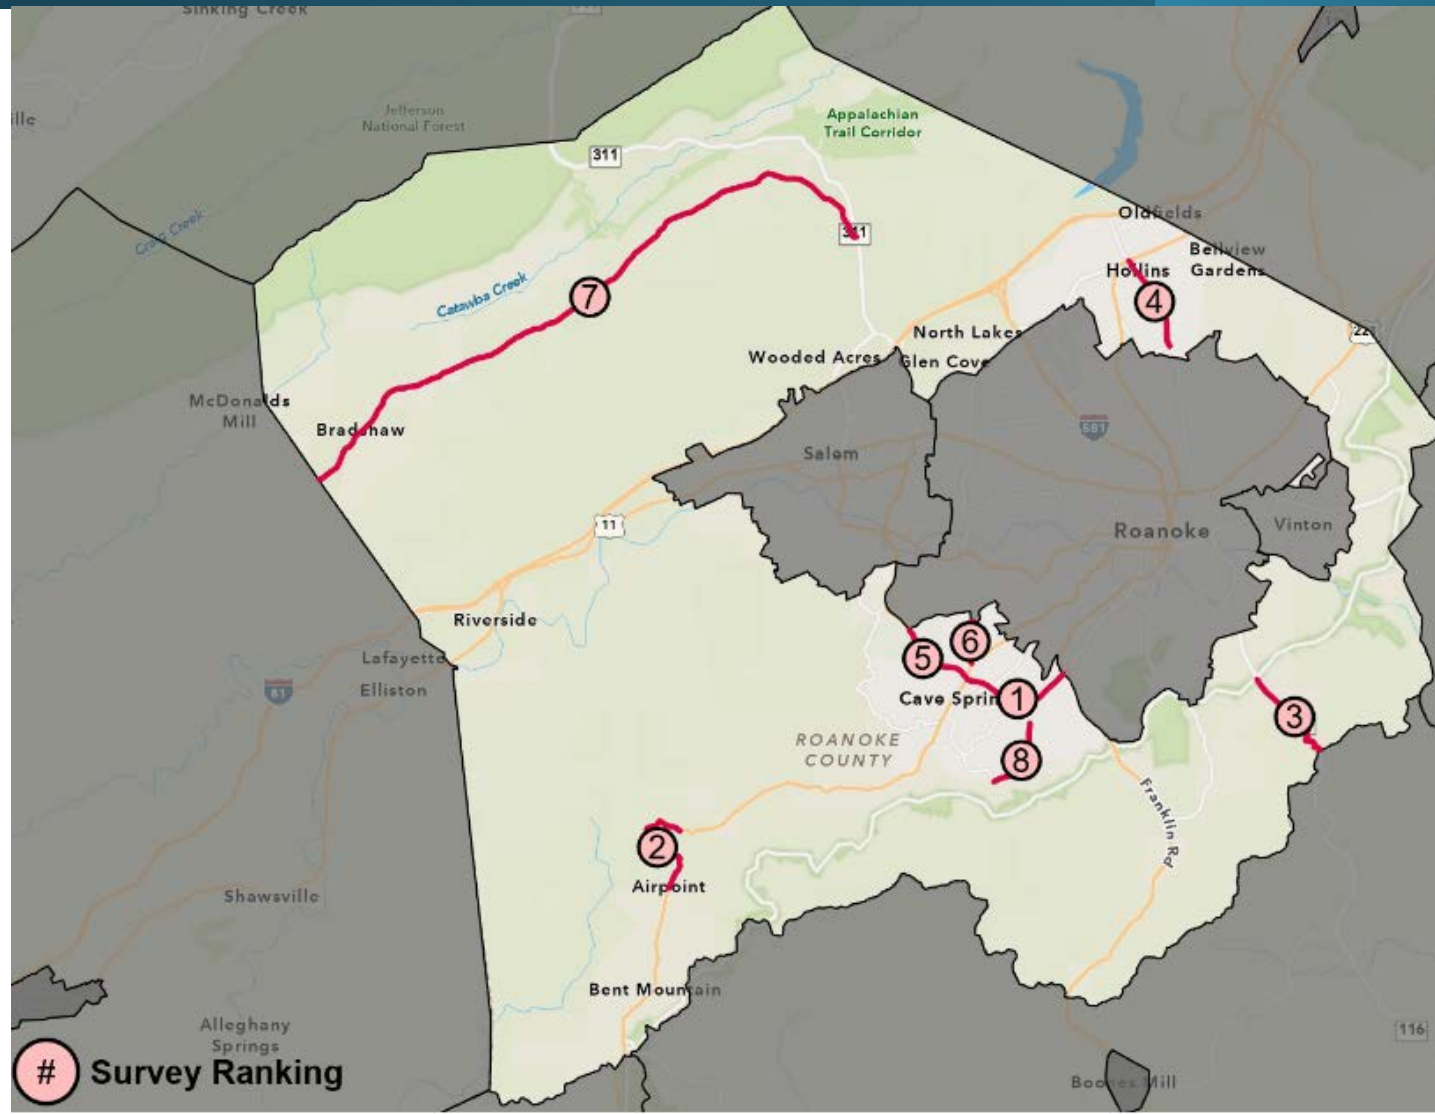 Sinking Creek
ille
Jefferson
National Forest
Appalachian
Trail Corridor
311
Craig Creek
Oldfields
311
Bellview
Gardens
Hollins
7
4
Catawba Creek
North Lakes
221
Wooded Acres
Glen Cove
McDonalds
Mill
Bradshaw
581
Salem
11
Roanoke
Vinton
Riverside
6
5
Lafayette
Elliston
81
Cave Sprin
1
3
ROANOKE
COUNTY
8
Franklin Rd
2
Airpoint
Shawsville
Bent Mountain
Alleghany
Springs
116
# Survey Ranking
Boones Mill